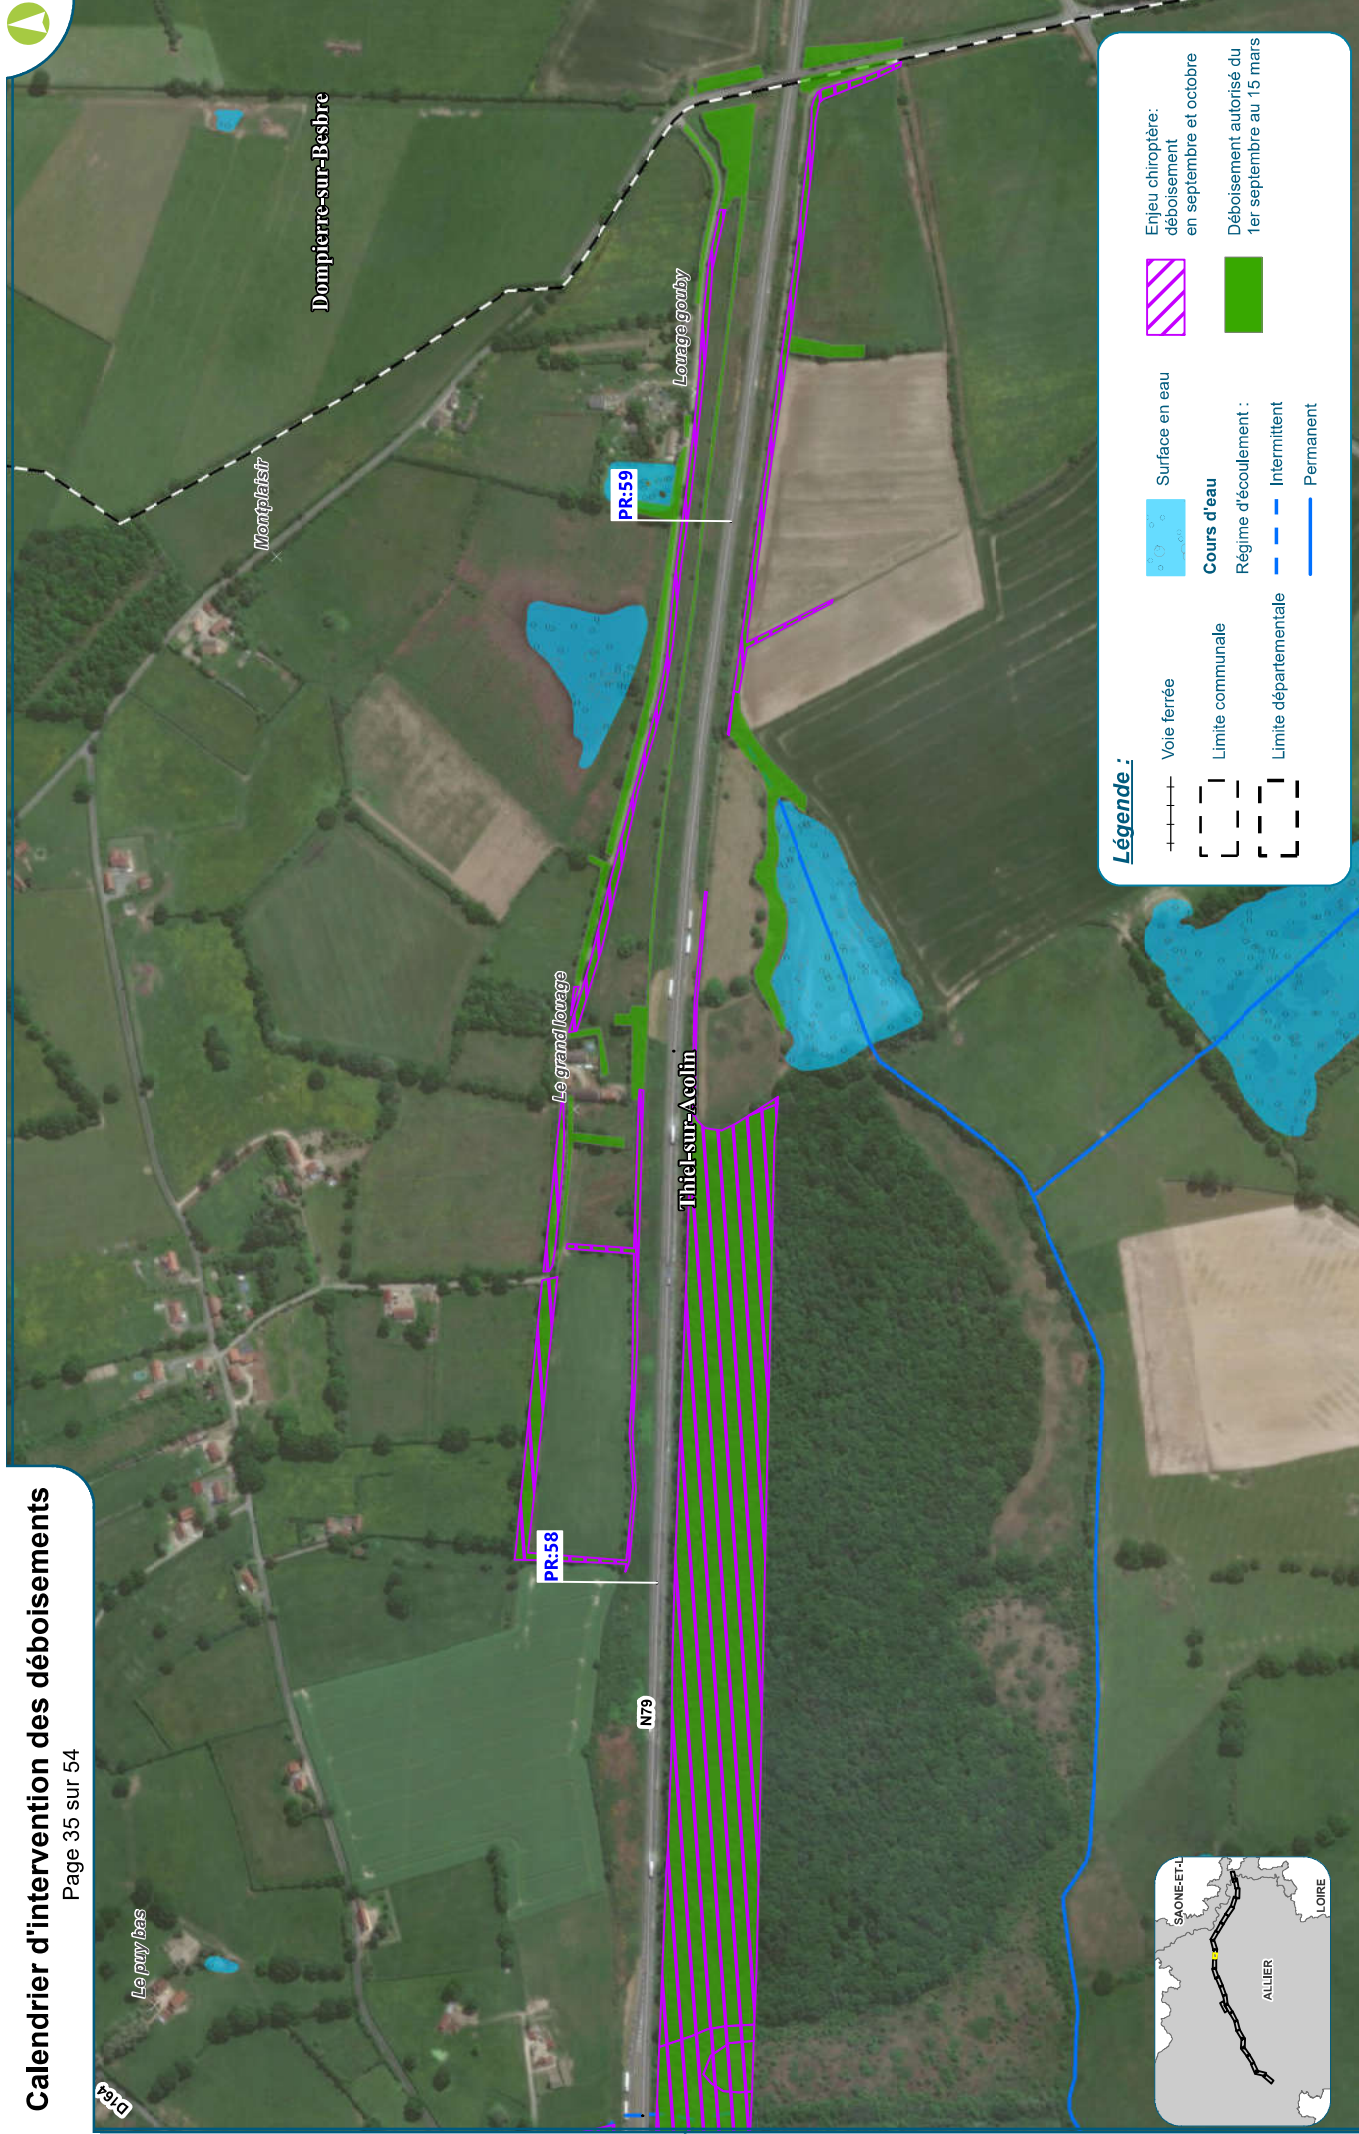 Calendrier d'intervention des déboisements
Page 35 sur 54
D164
Le puy bas
Montplaisir
Dompierre-sur-Besbre
PR:58
Le grand louage
PR:59
Louage gouby
N79
Thiel-sur-Acolin
Légende :
Voie ferrée
Limite communale
Limite départementale
Surface en eau
Cours d'eau
Régime d'écoulement :
Intermittent
Permanent
Enjeu chiroptère:
déboisement
en septembre et octobre
Déboisement autorisé du
1er septembre au 15 mars
SAONE-ET-L
ALLIER
LOIRE